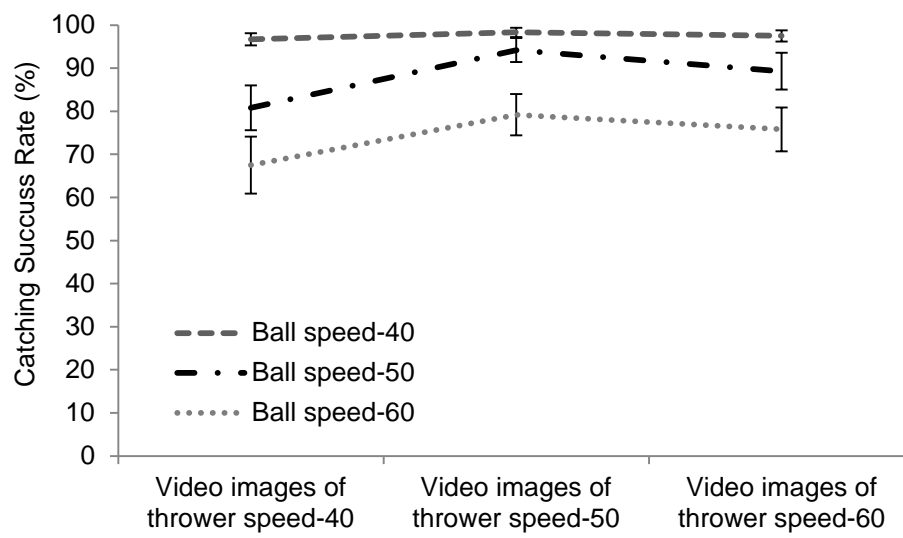 Catching Succuss Rate (%)
100
90
80
70
60
50
40
30
20
10
0
Ball speed-40
Ball speed-50
Ball speed-60
Video images of
thrower speed-40
Video images of
thrower speed-50
Video images of
thrower speed-60